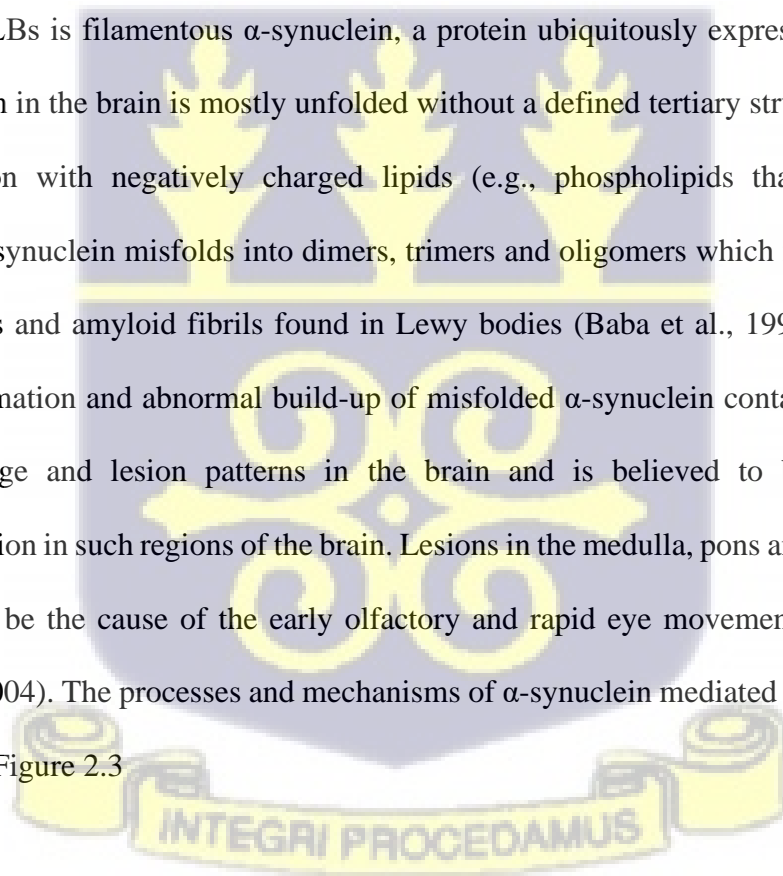 LBs is filamentous α-synuclein, a protein ubiquitously expres
in the brain is mostly unfolded without a defined tertiary str
on with negatively charged lipids (e.g., phospholipids tha
synuclein misfolds into dimers, trimers and oligomers which
s and amyloid fibrils found in Lewy bodies (Baba et al., 199
mation and abnormal build-up of misfolded α-synuclein conta
ge and lesion patterns in the brain and is believed to
ion in such regions of the brain. Lesions in the medulla, pons a
be the cause of the early olfactory and rapid eye movemen
004). The processes and mechanisms of α-synuclein mediated
Figure 2.3
INTEGRI PROCEDAMUS